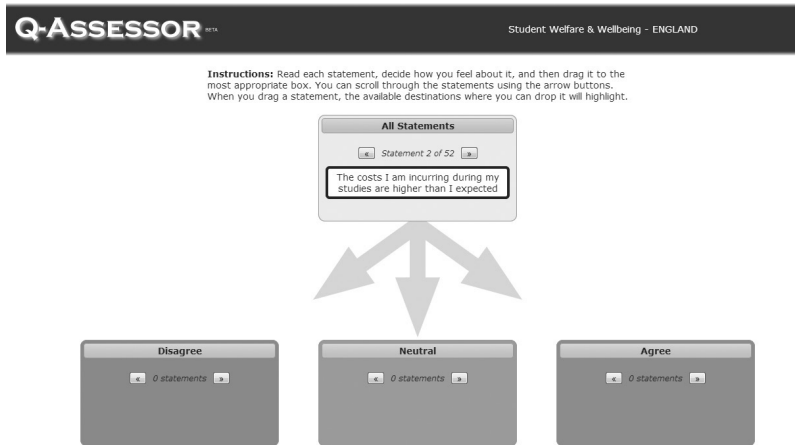 Q-ASSESSOR BETA
Student Welfare & Wellbeing - ENGLAND
Instructions: Read each statement, decide how you feel about it, and then drag it to the
most appropriate box. You can scroll through the statements using the arrow buttons.
When you drag a statement, the available destinations where you can drop it will highlight.
All Statements
« Statement 2 of 52 »
The costs I am incurring during my
studies are higher than I expected
Disagree
« 0 statements »
Neutral
« 0 statements »
Agree
« 0 statements »